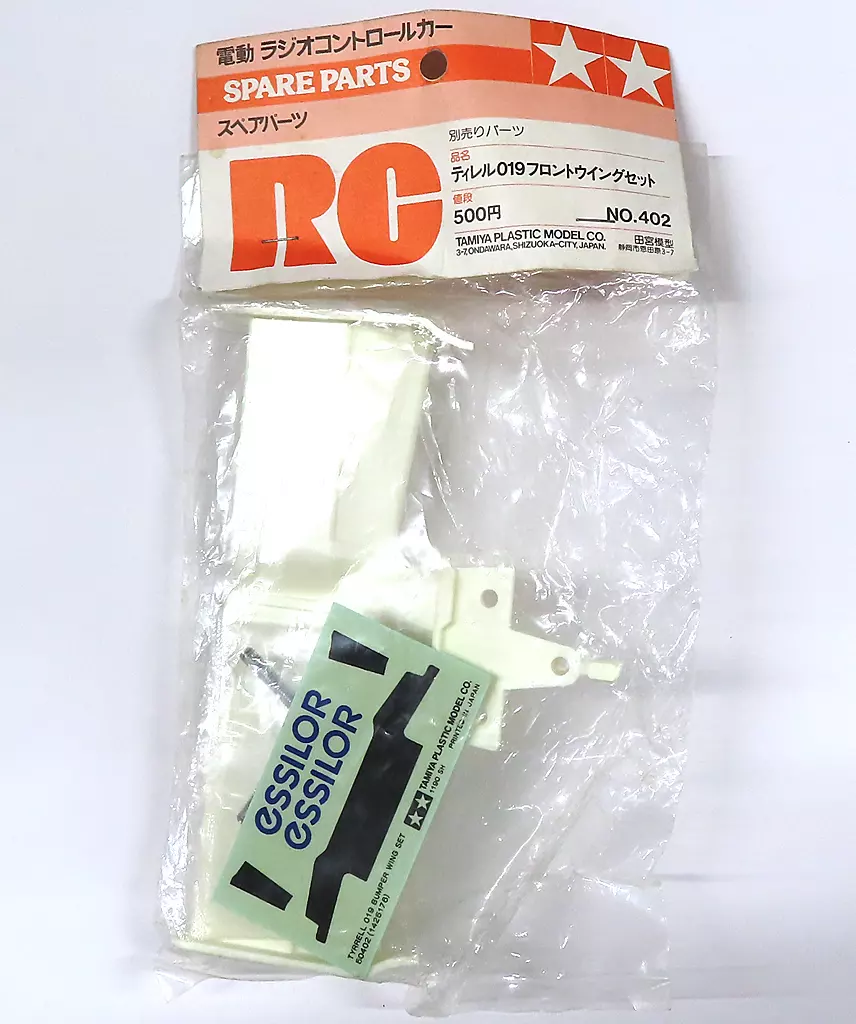 電動 ラジオコントロールカー
SPARE PARTS
スペアパーツ
RC
別売りパーツ
品名
ティレル019フロントウイングセット
値段
500円
NO.402
TAMIYA PLASTIC MODEL CO.
3-7,ONDAWARA,SHIZUOKA-CITY, JAPAN.
田宮模型
静岡市恩田原3-7
ESSILOR
ESSILOR
TAMIYA PLASTIC MODEL CO.
1190 SH
PRINTED IN JAPAN
TYRRELL 019 BUMPER WING SET
50402 (1425178)